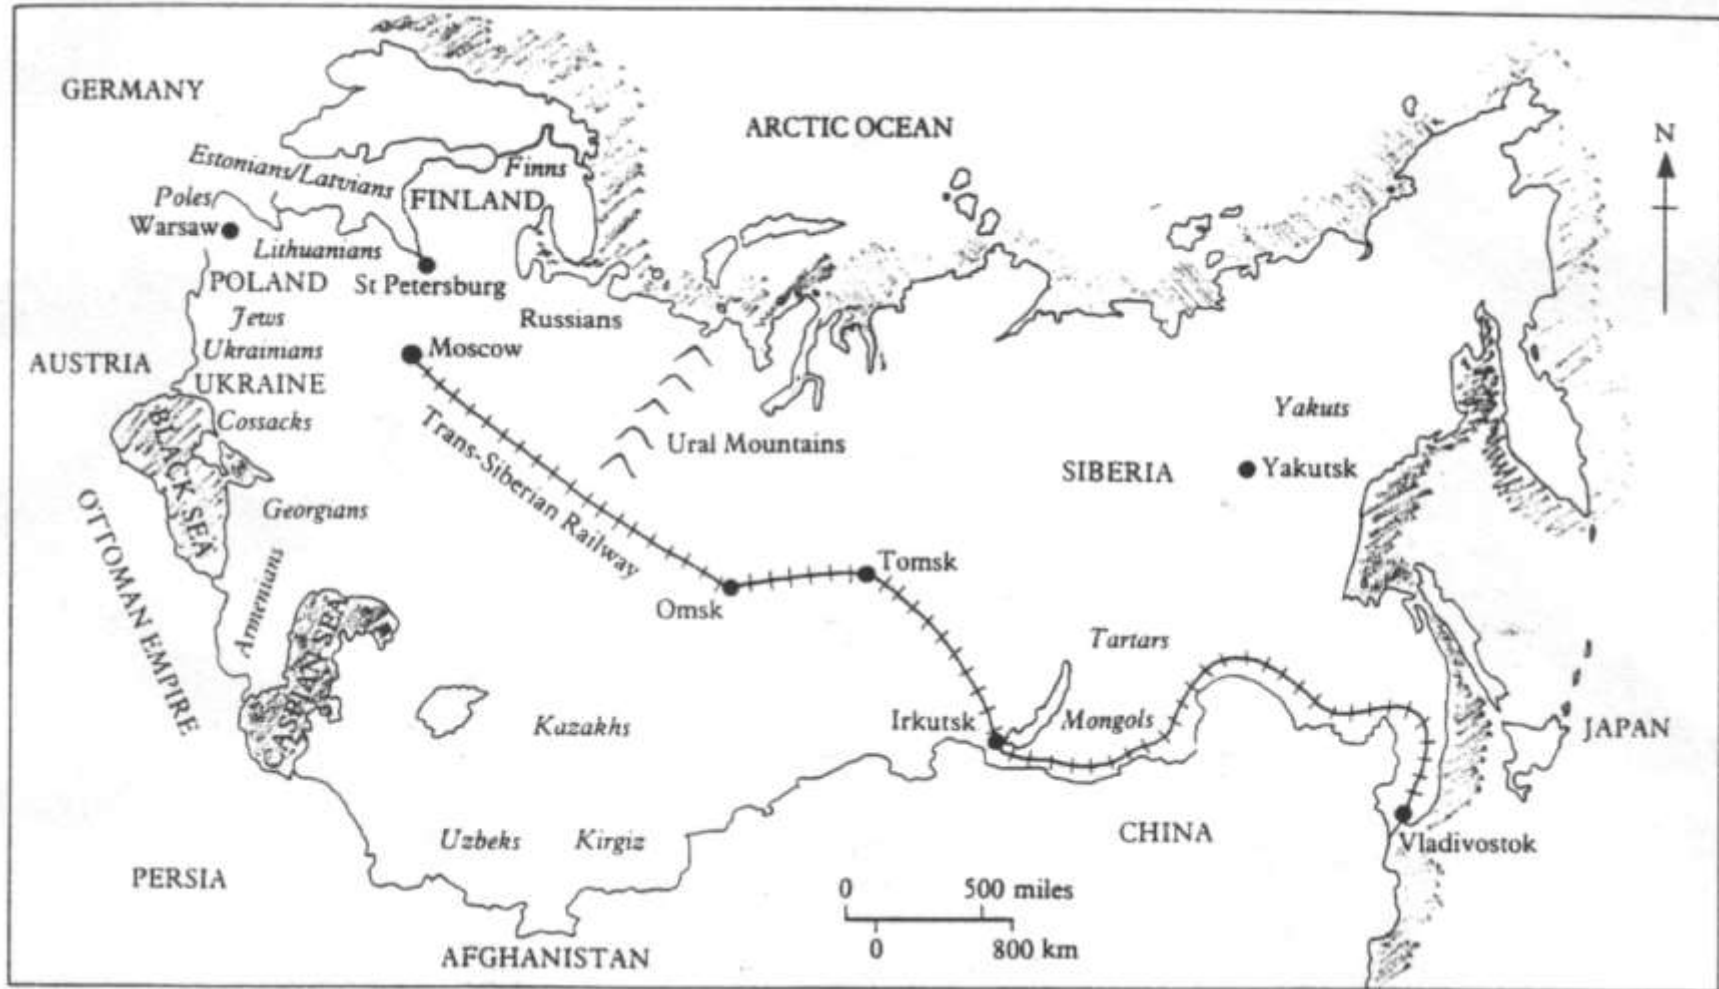 GERMANY
ARCTIC OCEAN
N
Estonians/Latvians
Finns
FINLAND
Poles
Warsaw
Lithuanians
POLAND
St Petersburg
Jews
Russians
Ukrainians
Moscow
AUSTRIA
UKRAINE
Cossacks
BLACK SEA
Trans-Siberian Railway
Ural Mountains
Yakuts
SIBERIA
Yakutsk
OTTOMAN EMPIRE
Georgians
Armenians
Tomsk
Omsk
CASPIAN SEA
Tartars
Kazakhs
Irkutsk
Mongols
JAPAN
Uzbeks
Kirgiz
CHINA
Vladivostok
PERSIA
0 500 miles
0 800 km
AFGHANISTAN